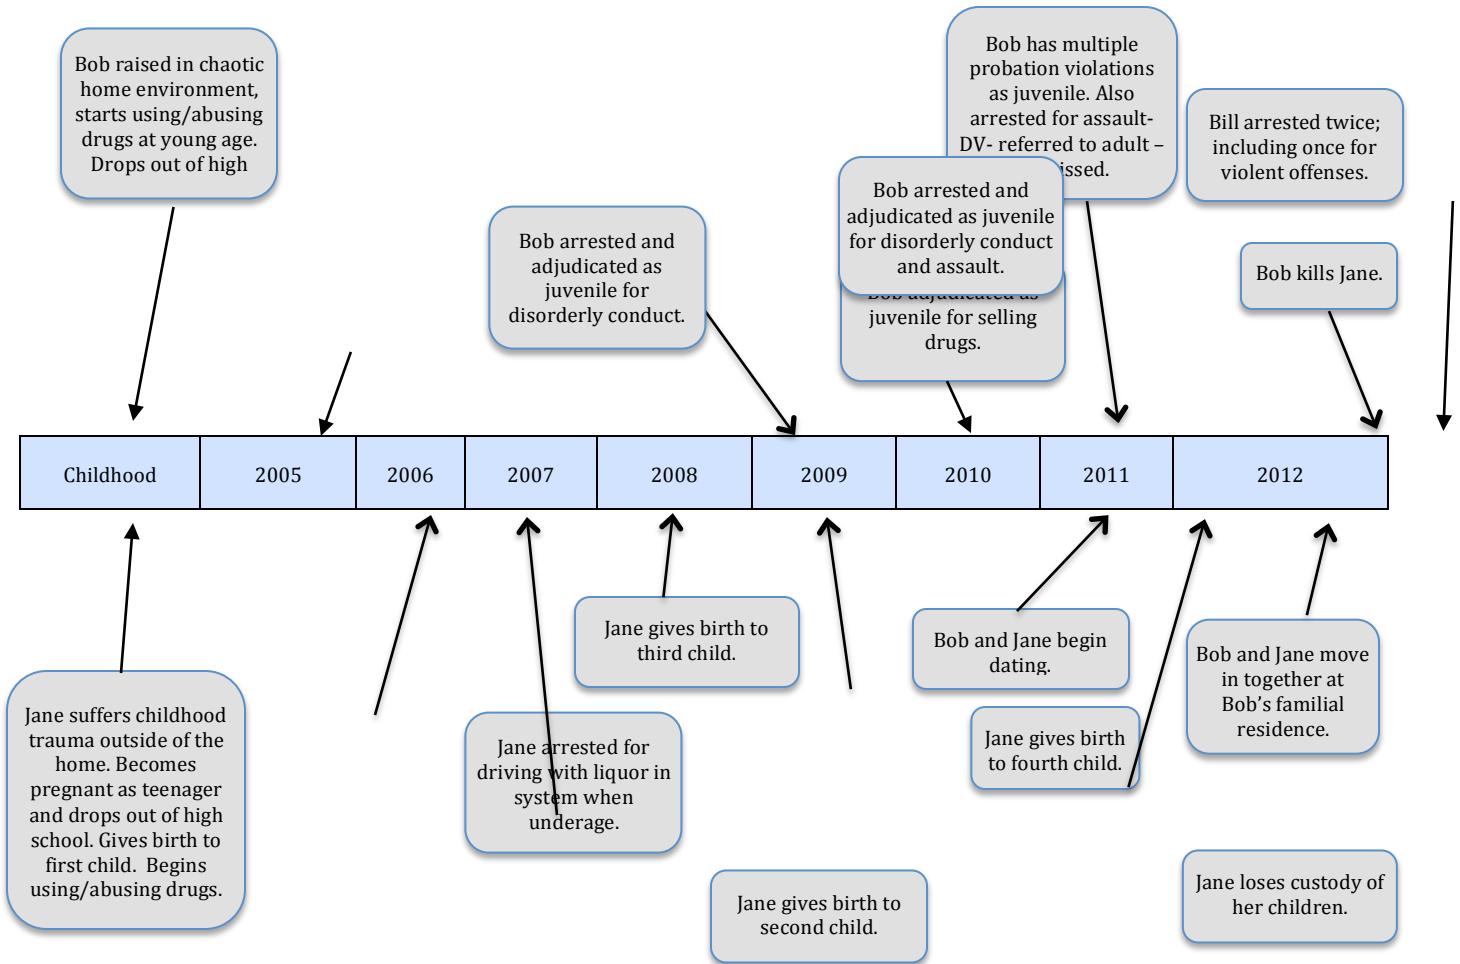 Bob raised in chaotic
home environment,
starts using/abusing
drugs at young age.
Drops out of high
Bob arrested and
adjudicated as
juvenile for
disorderly conduct.
Bob has multiple
probation violations
as juvenile. Also
arrested for assault-
DV- referred to adult –
issed.
Bob arrested and
adjudicated as juvenile
for disorderly conduct
and assault.
Bob adjudicated as
juvenile for selling
drugs.
Bill arrested twice;
including once for
violent offenses.
Bob kills Jane.
Childhood
2005
2006
2007
2008
2009
2010
2011
2012
Jane suffers childhood
trauma outside of the
home. Becomes
pregnant as teenager
and drops out of high
school. Gives birth to
first child.  Begins
using/abusing drugs.
Jane arrested for
driving with liquor in
system when
underage.
Jane gives birth to
third child.
Jane gives birth to
second child.
Bob and Jane begin
dating.
Jane gives birth
to fourth child.
Bob and Jane move
in together at
Bob’s familial
residence.
Jane loses custody of
her children.